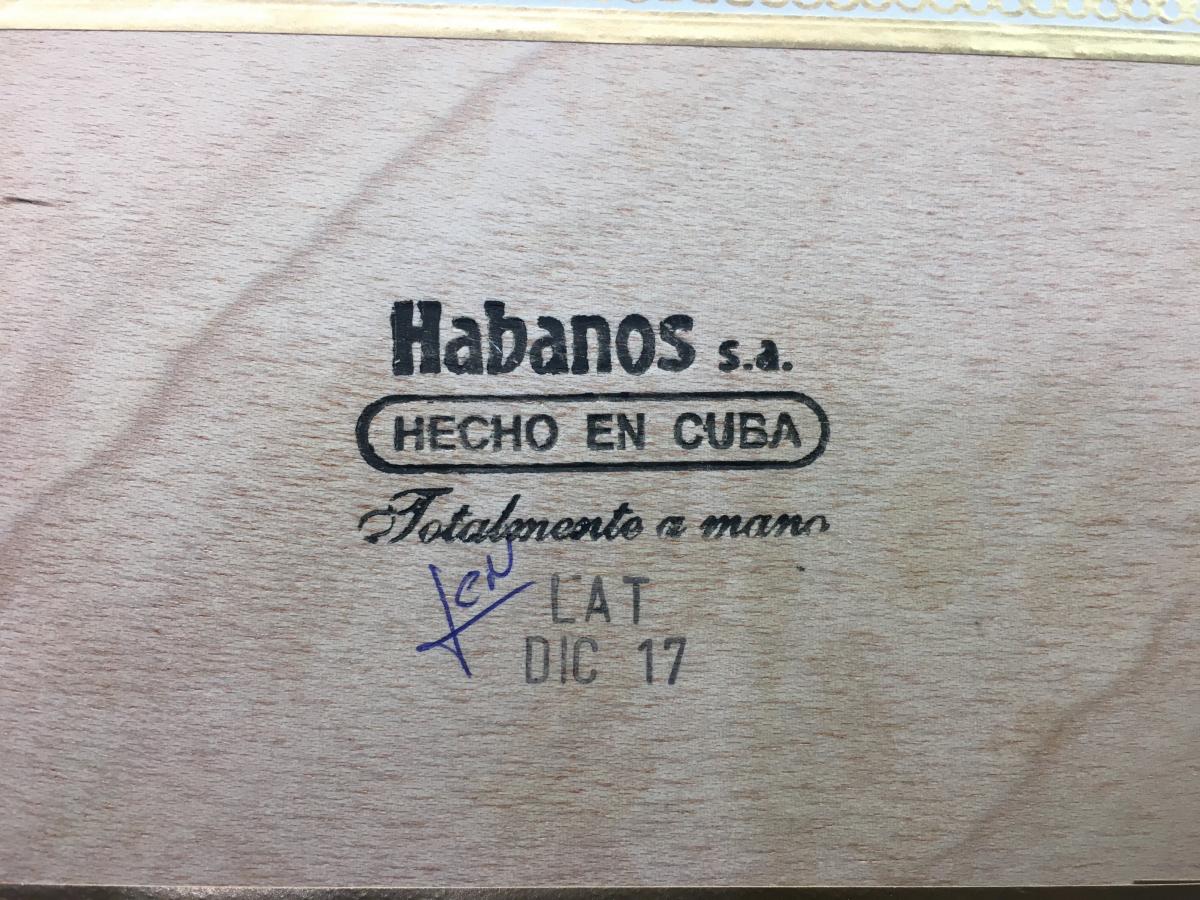 Habanos s.a.
HECHO EN CUBA
Totalmente a mano
LAT
DIC 17